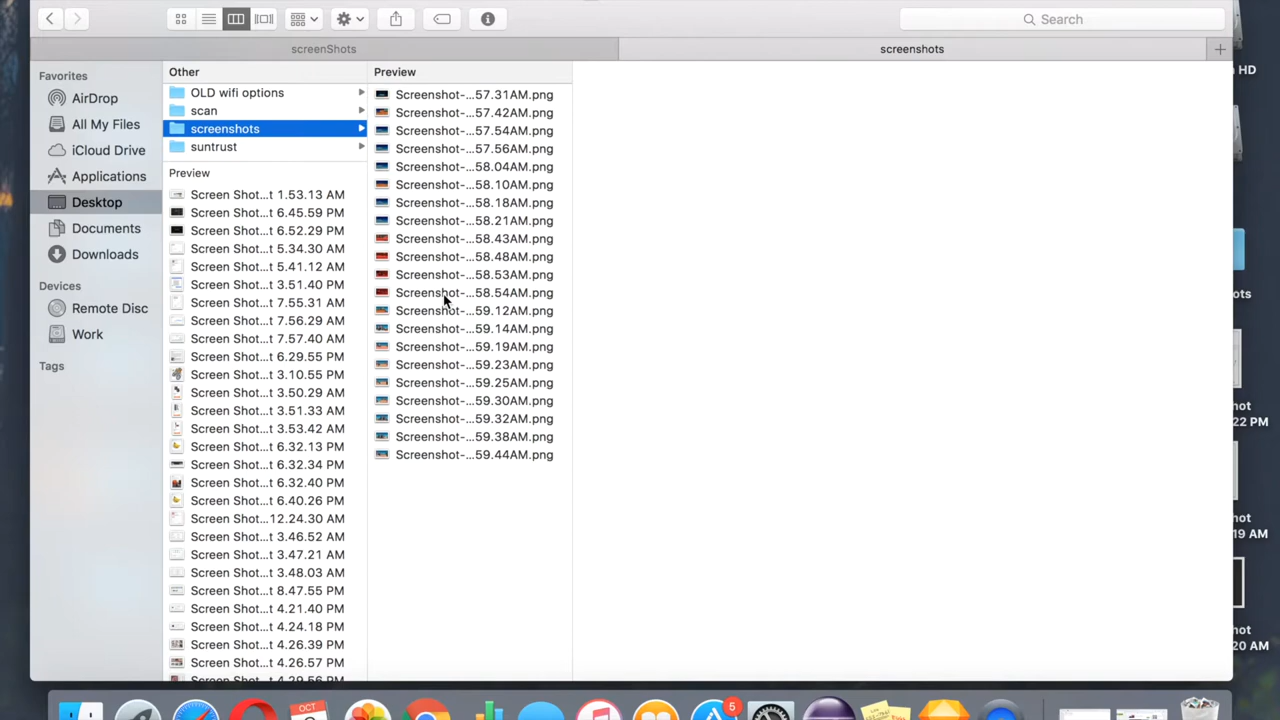 Search
screenShots
screenshots
+
Favorites
AirDrop
All My Files
iCloud Drive
Applications
Desktop
Documents
Downloads
Devices
Remote Disc
Work
Tags
Other
OLD wifi options
scan
screenshots
suntrust
Preview
Screen Shot...t 1.53.13 AM
Screen Shot...t 6.45.59 PM
Screen Shot...t 6.52.29 PM
Screen Shot...t 5.34.30 AM
Screen Shot...t 5.41.12 AM
Screen Shot...t 3.51.40 PM
Screen Shot...t 7.55.31 AM
Screen Shot...t 7.56.29 AM
Screen Shot...t 7.57.40 AM
Screen Shot...t 6.29.55 PM
Screen Shot...t 3.10.55 PM
Screen Shot...t 3.50.29 AM
Screen Shot...t 3.51.33 AM
Screen Shot...t 3.53.42 AM
Screen Shot...t 6.32.13 PM
Screen Shot...t 6.32.34 PM
Screen Shot...t 6.32.40 PM
Screen Shot...t 6.40.26 PM
Screen Shot...12.24.30 AM
Screen Shot...t 3.46.52 AM
Screen Shot...t 3.47.21 AM
Screen Shot...t 3.48.03 AM
Screen Shot...t 8.47.55 PM
Screen Shot...t 4.21.40 PM
Screen Shot...t 4.24.18 PM
Screen Shot...t 4.26.39 PM
Screen Shot...t 4.26.57 PM
Screen Shot...t 4.29.56 PM
Preview
Screenshot-...57.31AM.png
Screenshot-...57.42AM.png
Screenshot-...57.54AM.png
Screenshot-...57.56AM.png
Screenshot-...58.04AM.png
Screenshot-...58.10AM.png
Screenshot-...58.18AM.png
Screenshot-...58.21AM.png
Screenshot-...58.43AM.png
Screenshot-...58.48AM.png
Screenshot-...58.53AM.png
Screenshot-...58.54AM.png
Screenshot-...59.12AM.png
Screenshot-...59.14AM.png
Screenshot-...59.19AM.png
Screenshot-...59.23AM.png
Screenshot-...59.25AM.png
Screenshot-...59.30AM.png
Screenshot-...59.32AM.png
Screenshot-...59.38AM.png
Screenshot-...59.44AM.png
HD
ots
ot
22 PM
ot
19 AM
ot
20 AM
OCT
5